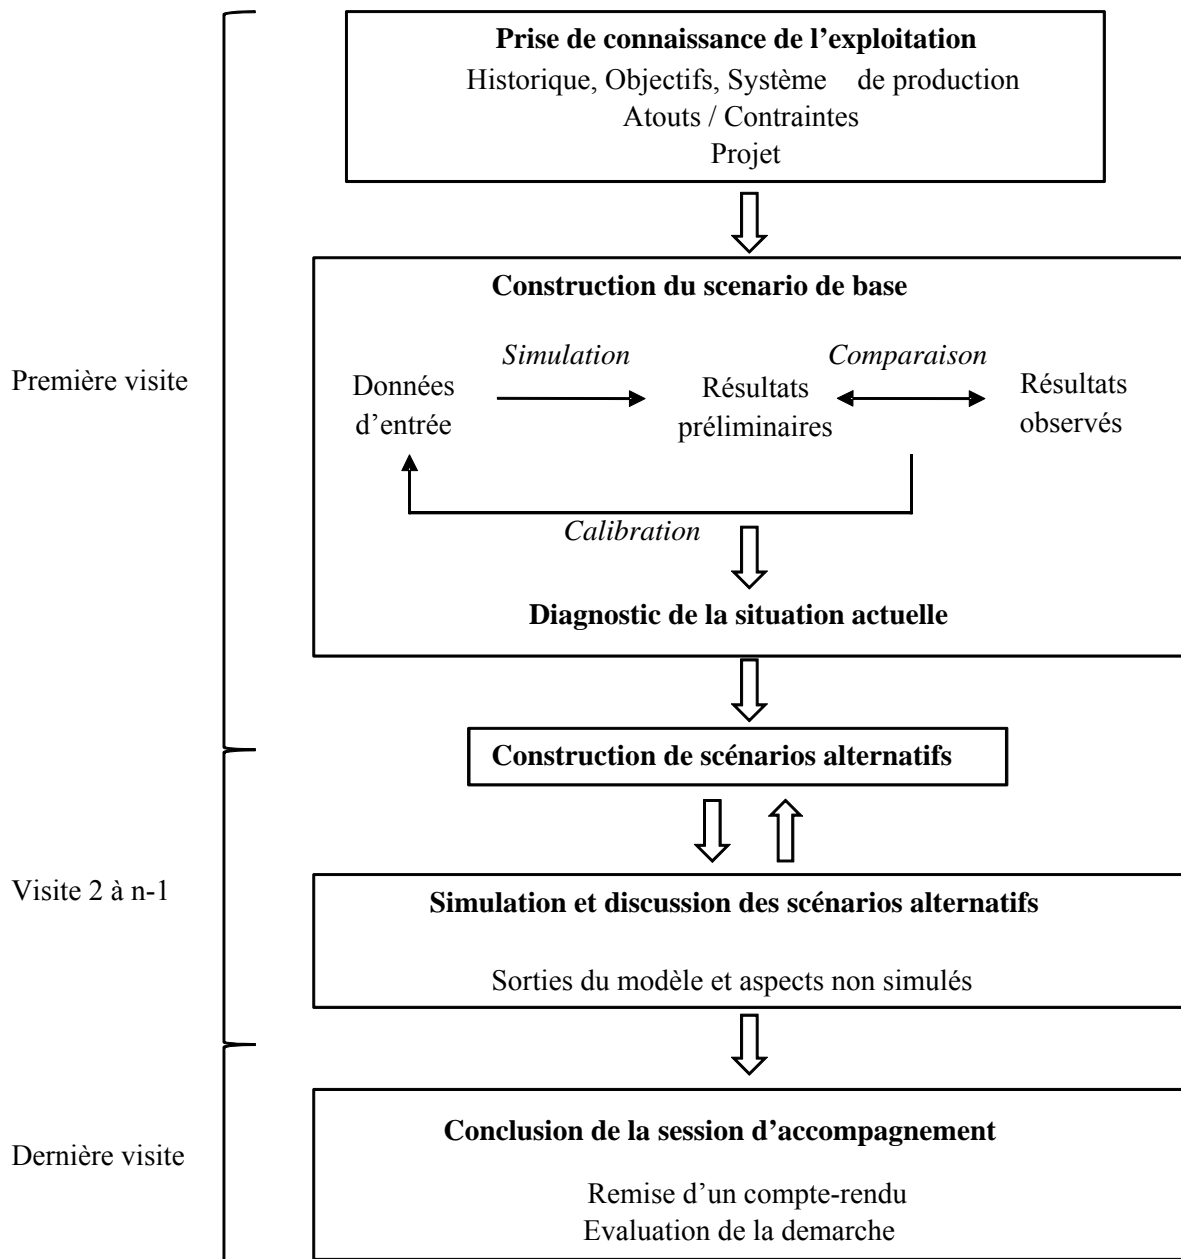 Prise de connaissance de l’exploitation
Historique, Objectifs, Système de production
Atouts / Contraintes
Projet
Première visite
Construction du scenario de base
Simulation
Comparaison
Données
d’entrée
Résultats
préliminaires
Résultats
observés
Calibration
Diagnostic de la situation actuelle
Construction de scénarios alternatifs
Visite 2 à n-1
Simulation et discussion des scénarios alternatifs
Sorties du modèle et aspects non simulés
Dernière visite
Conclusion de la session d’accompagnement
Remise d’un compte-rendu
Evaluation de la demarche